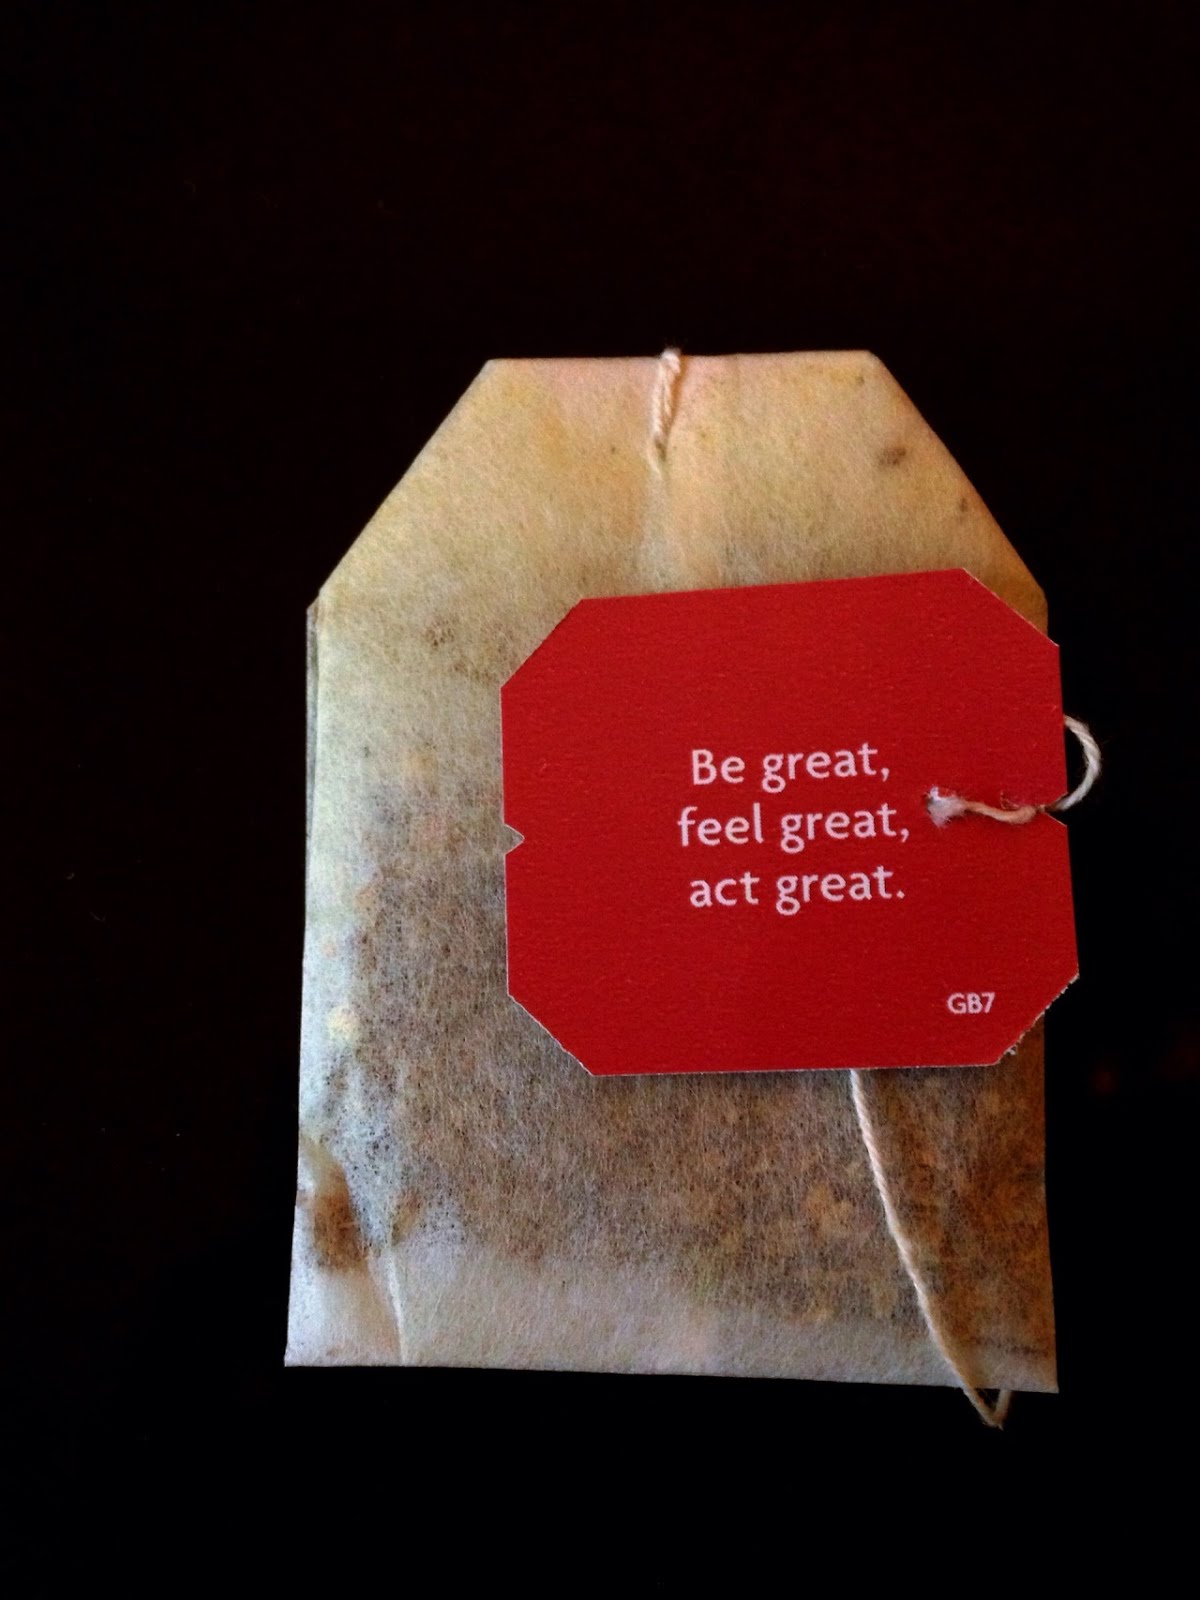 Be great,
feel great,
act great.
GB7